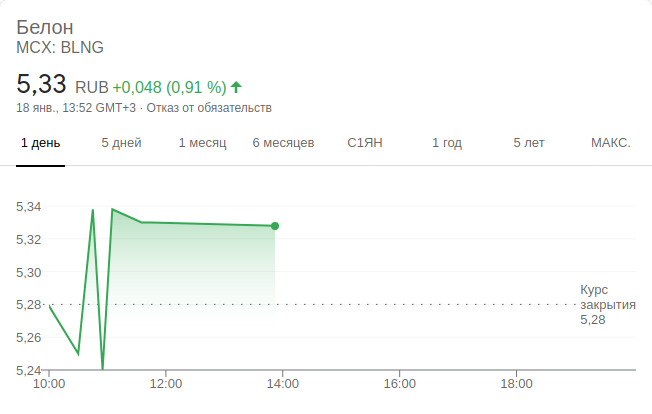 Белон
MCX: BLNG
5,33 RUB +0,048 (0,91 %)
18 янв., 13:52 GMT+3 · Отказ от обязательств
1 день 5 дней 1 месяц 6 месяцев С1ЯН 1 год 5 лет МАКС.
5,34
5,32
5,30
5,28
5,26
5,24
Курс
закрытия
5,28
10:00 12:00 14:00 16:00 18:00